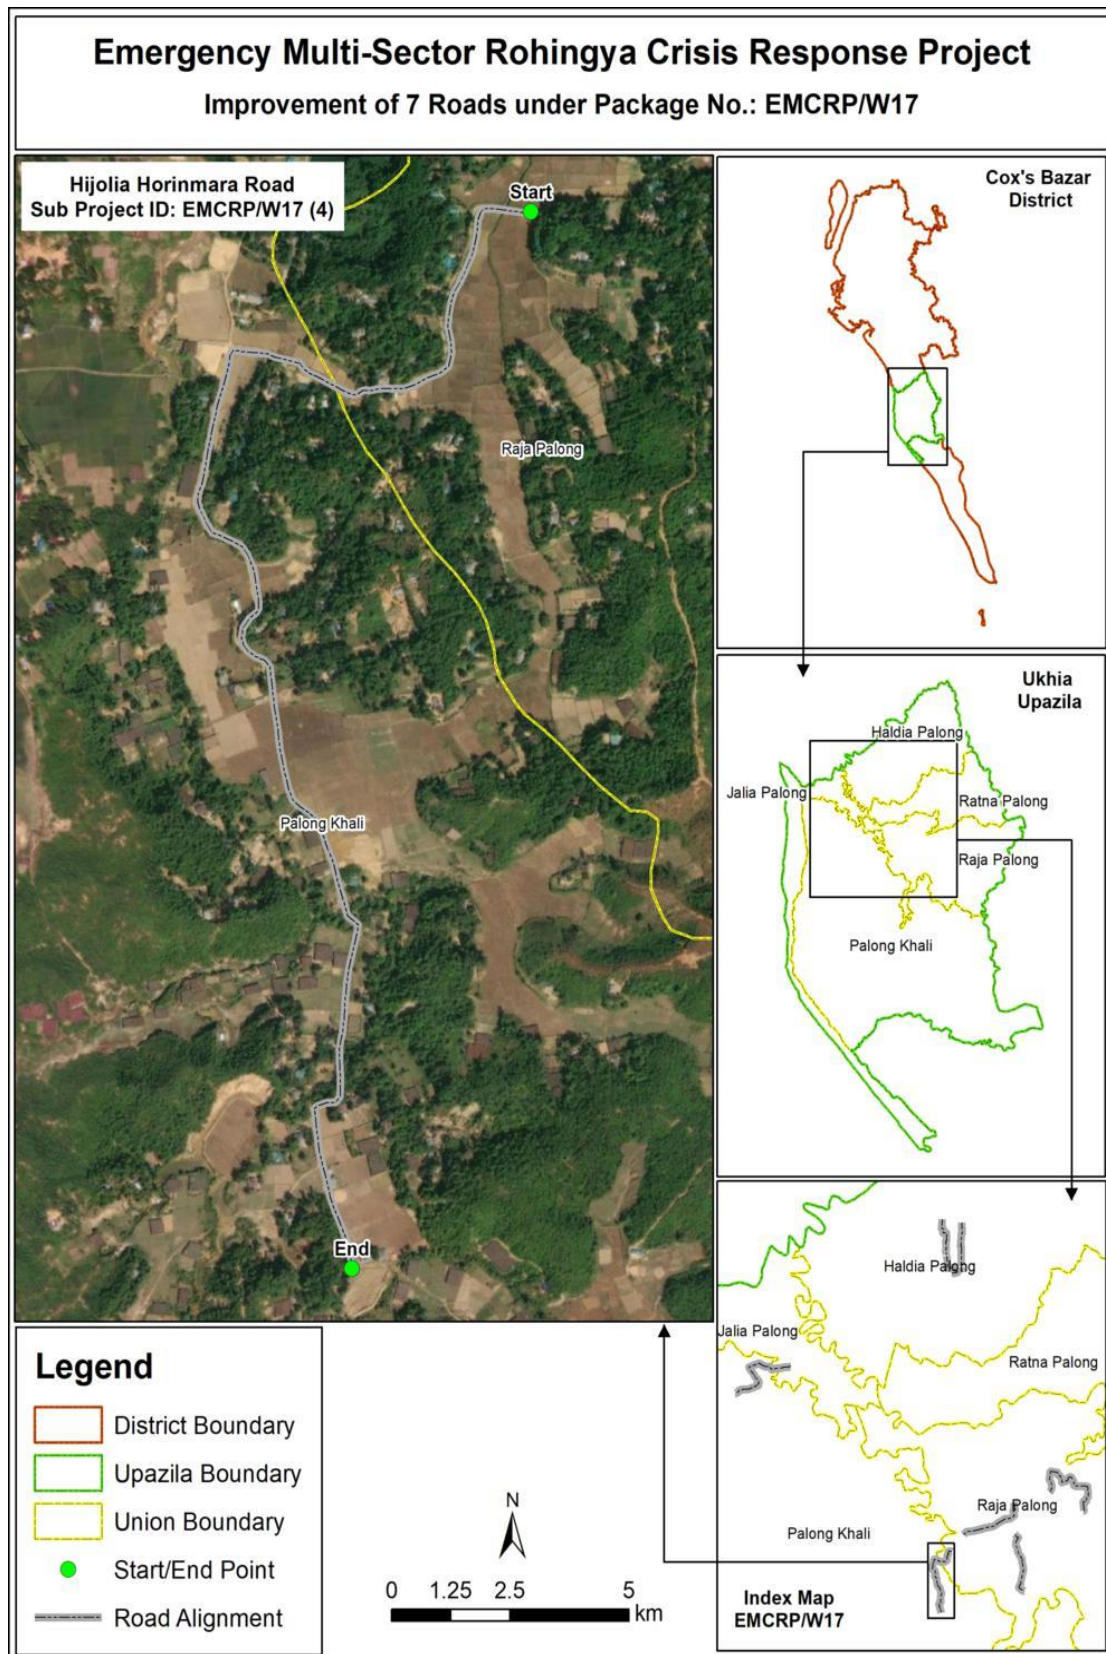 Emergency Multi-Sector Rohingya Crisis Response Project
Improvement of 7 Roads under Package No.: EMCRP/W17
Hijolia Horinmara Road
Sub Project ID: EMCRP/W17 (4)
Start
Raja Palong
Palong Khali
End
Cox's Bazar
District
Ukhia
Upazila
Haldia Palong
Jalia Palong
Ratna Palong
Raja Palong
Palong Khali
Haldia Palong
Jalia Palong
Ratna Palong
Raja Palong
Palong Khali
Index Map
EMCRP/W17
Legend
District Boundary
Upazila Boundary
Union Boundary
Start/End Point
Road Alignment
N
0 1.25 2.5 5
km